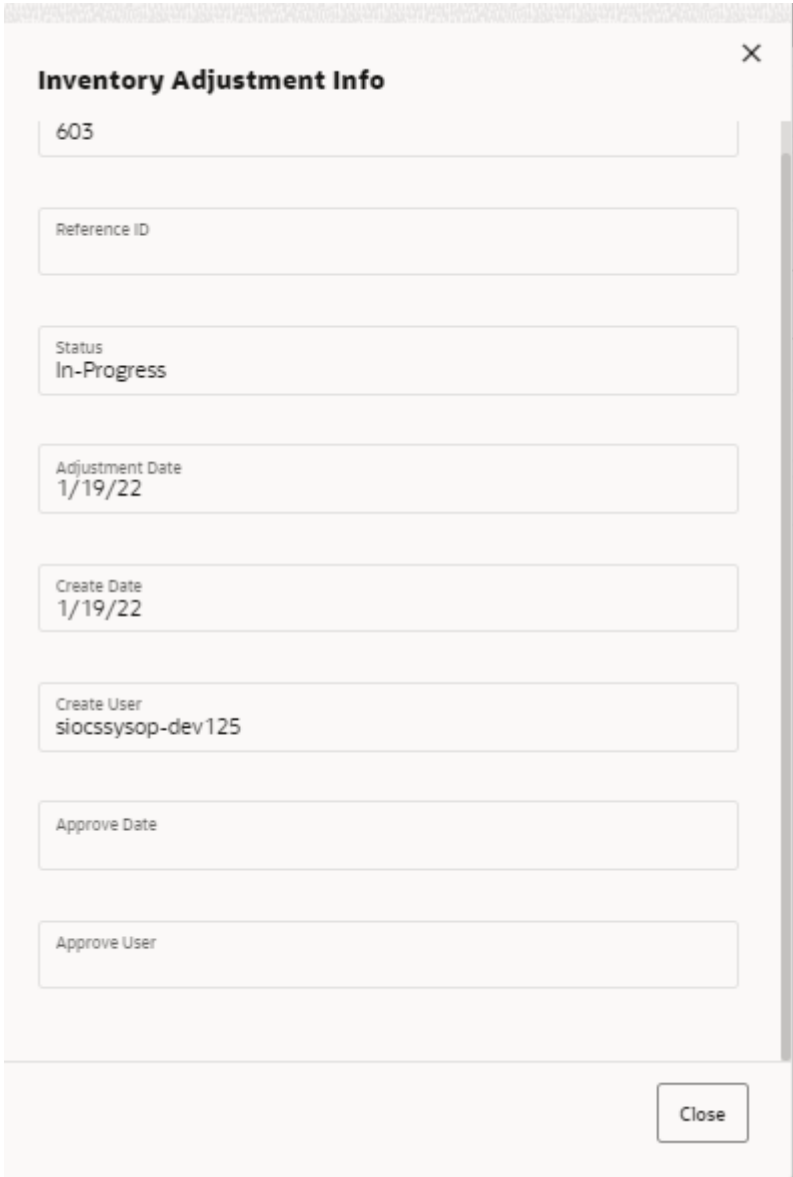 Inventory Adjustment Info
603
Reference ID
Status
In-Progress
Adjustment Date
1/19/22
Create Date
1/19/22
Create User
siocssysop-dev125
Approve Date
Approve User
Close